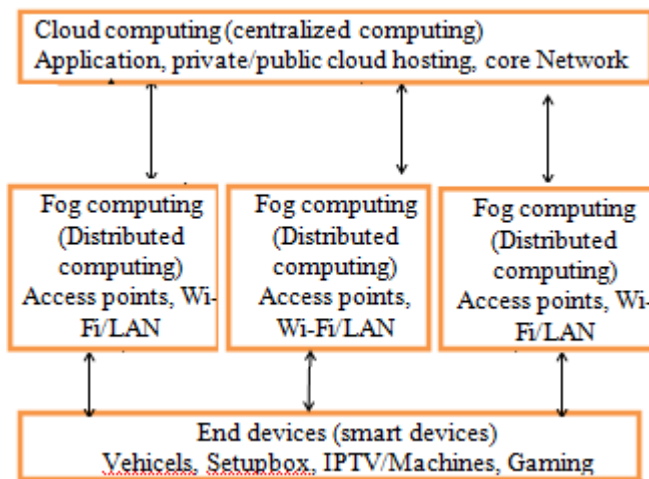 Cloud computing (centralized computing)
Application, private/public cloud hosting, core Network
Fog computing
(Distributed
computing)
Access points, Wi-
Fi/LAN
Fog computing
(Distributed
computing)
Access points,
Wi-Fi/LAN
Fog computing
(Distributed
computing)
Access points, Wi-
Fi/LAN
End devices (smart devices)
Vehicels, Setupbox, IPTV/Machines, Gaming